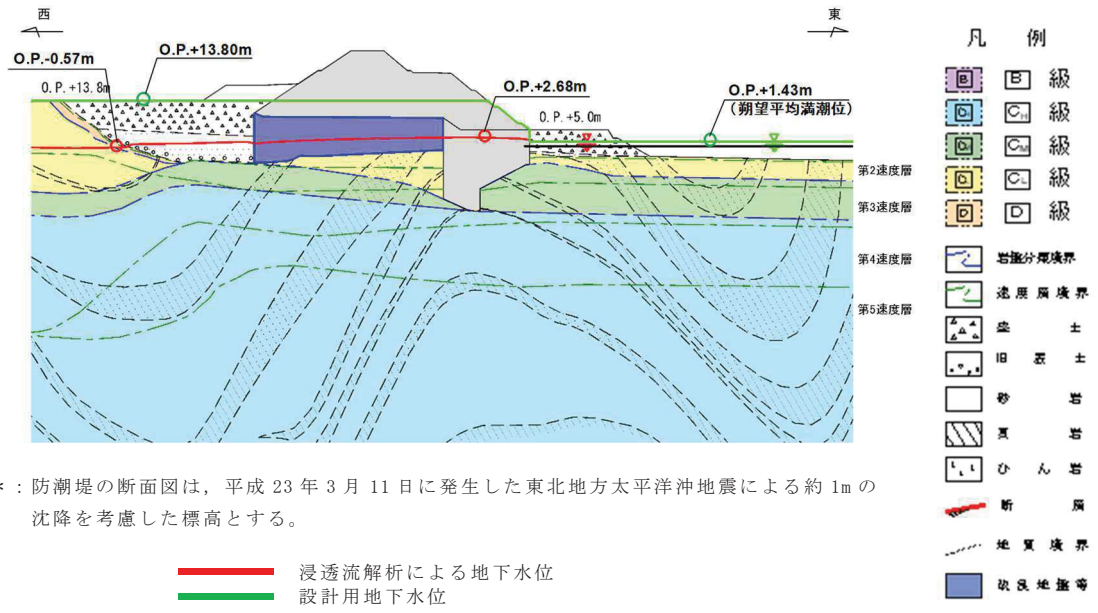 西
東
O.P.+13.80m
O.P.-0.57m
O.P.+13.8m
O.P.+2.68m
O.P.+5.0m
O.P.+1.43m
(朔望平均満潮位)
第2速度層
第3速度層
第4速度層
第5速度層
凡 例
B B 級
CH 級
CM 級
CL 級
D D 級
岩盤分類境界
速度層境界
盛土
旧表土
砂岩
頁岩
ひん岩
断層
地質境界
改良地盤等
*:防潮堤の断面図は,平成 23 年 3 月 11 日に発生した東北地方太平洋沖地震による約 1m の
沈降を考慮した標高とする。
浸透流解析による地下水位
設計用地下水位